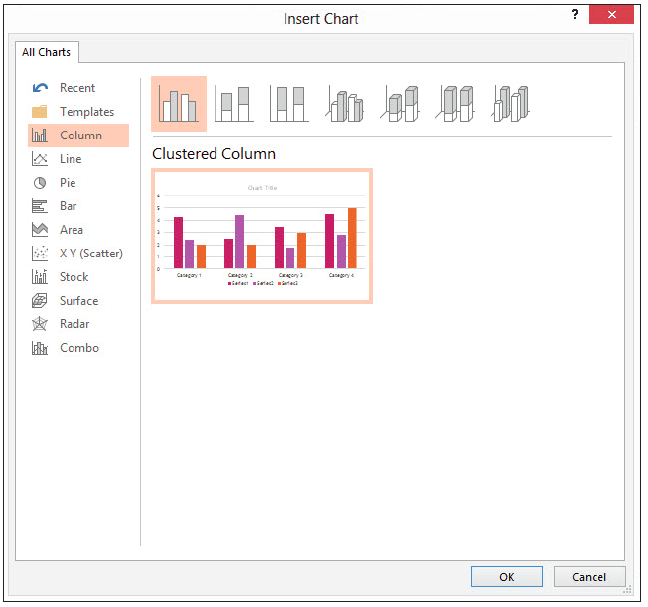 Insert Chart
?
All Charts
Recent
Templates
Column
Line
Pie
Bar
Area
X Y (Scatter)
Stock
Surface
Radar
Combo
Clustered Column
Chart Title
6
5
4
3
2
1
0
Category 1 Category 2 Category 3 Category 4
Series1 Series2 Series3
OK Cancel